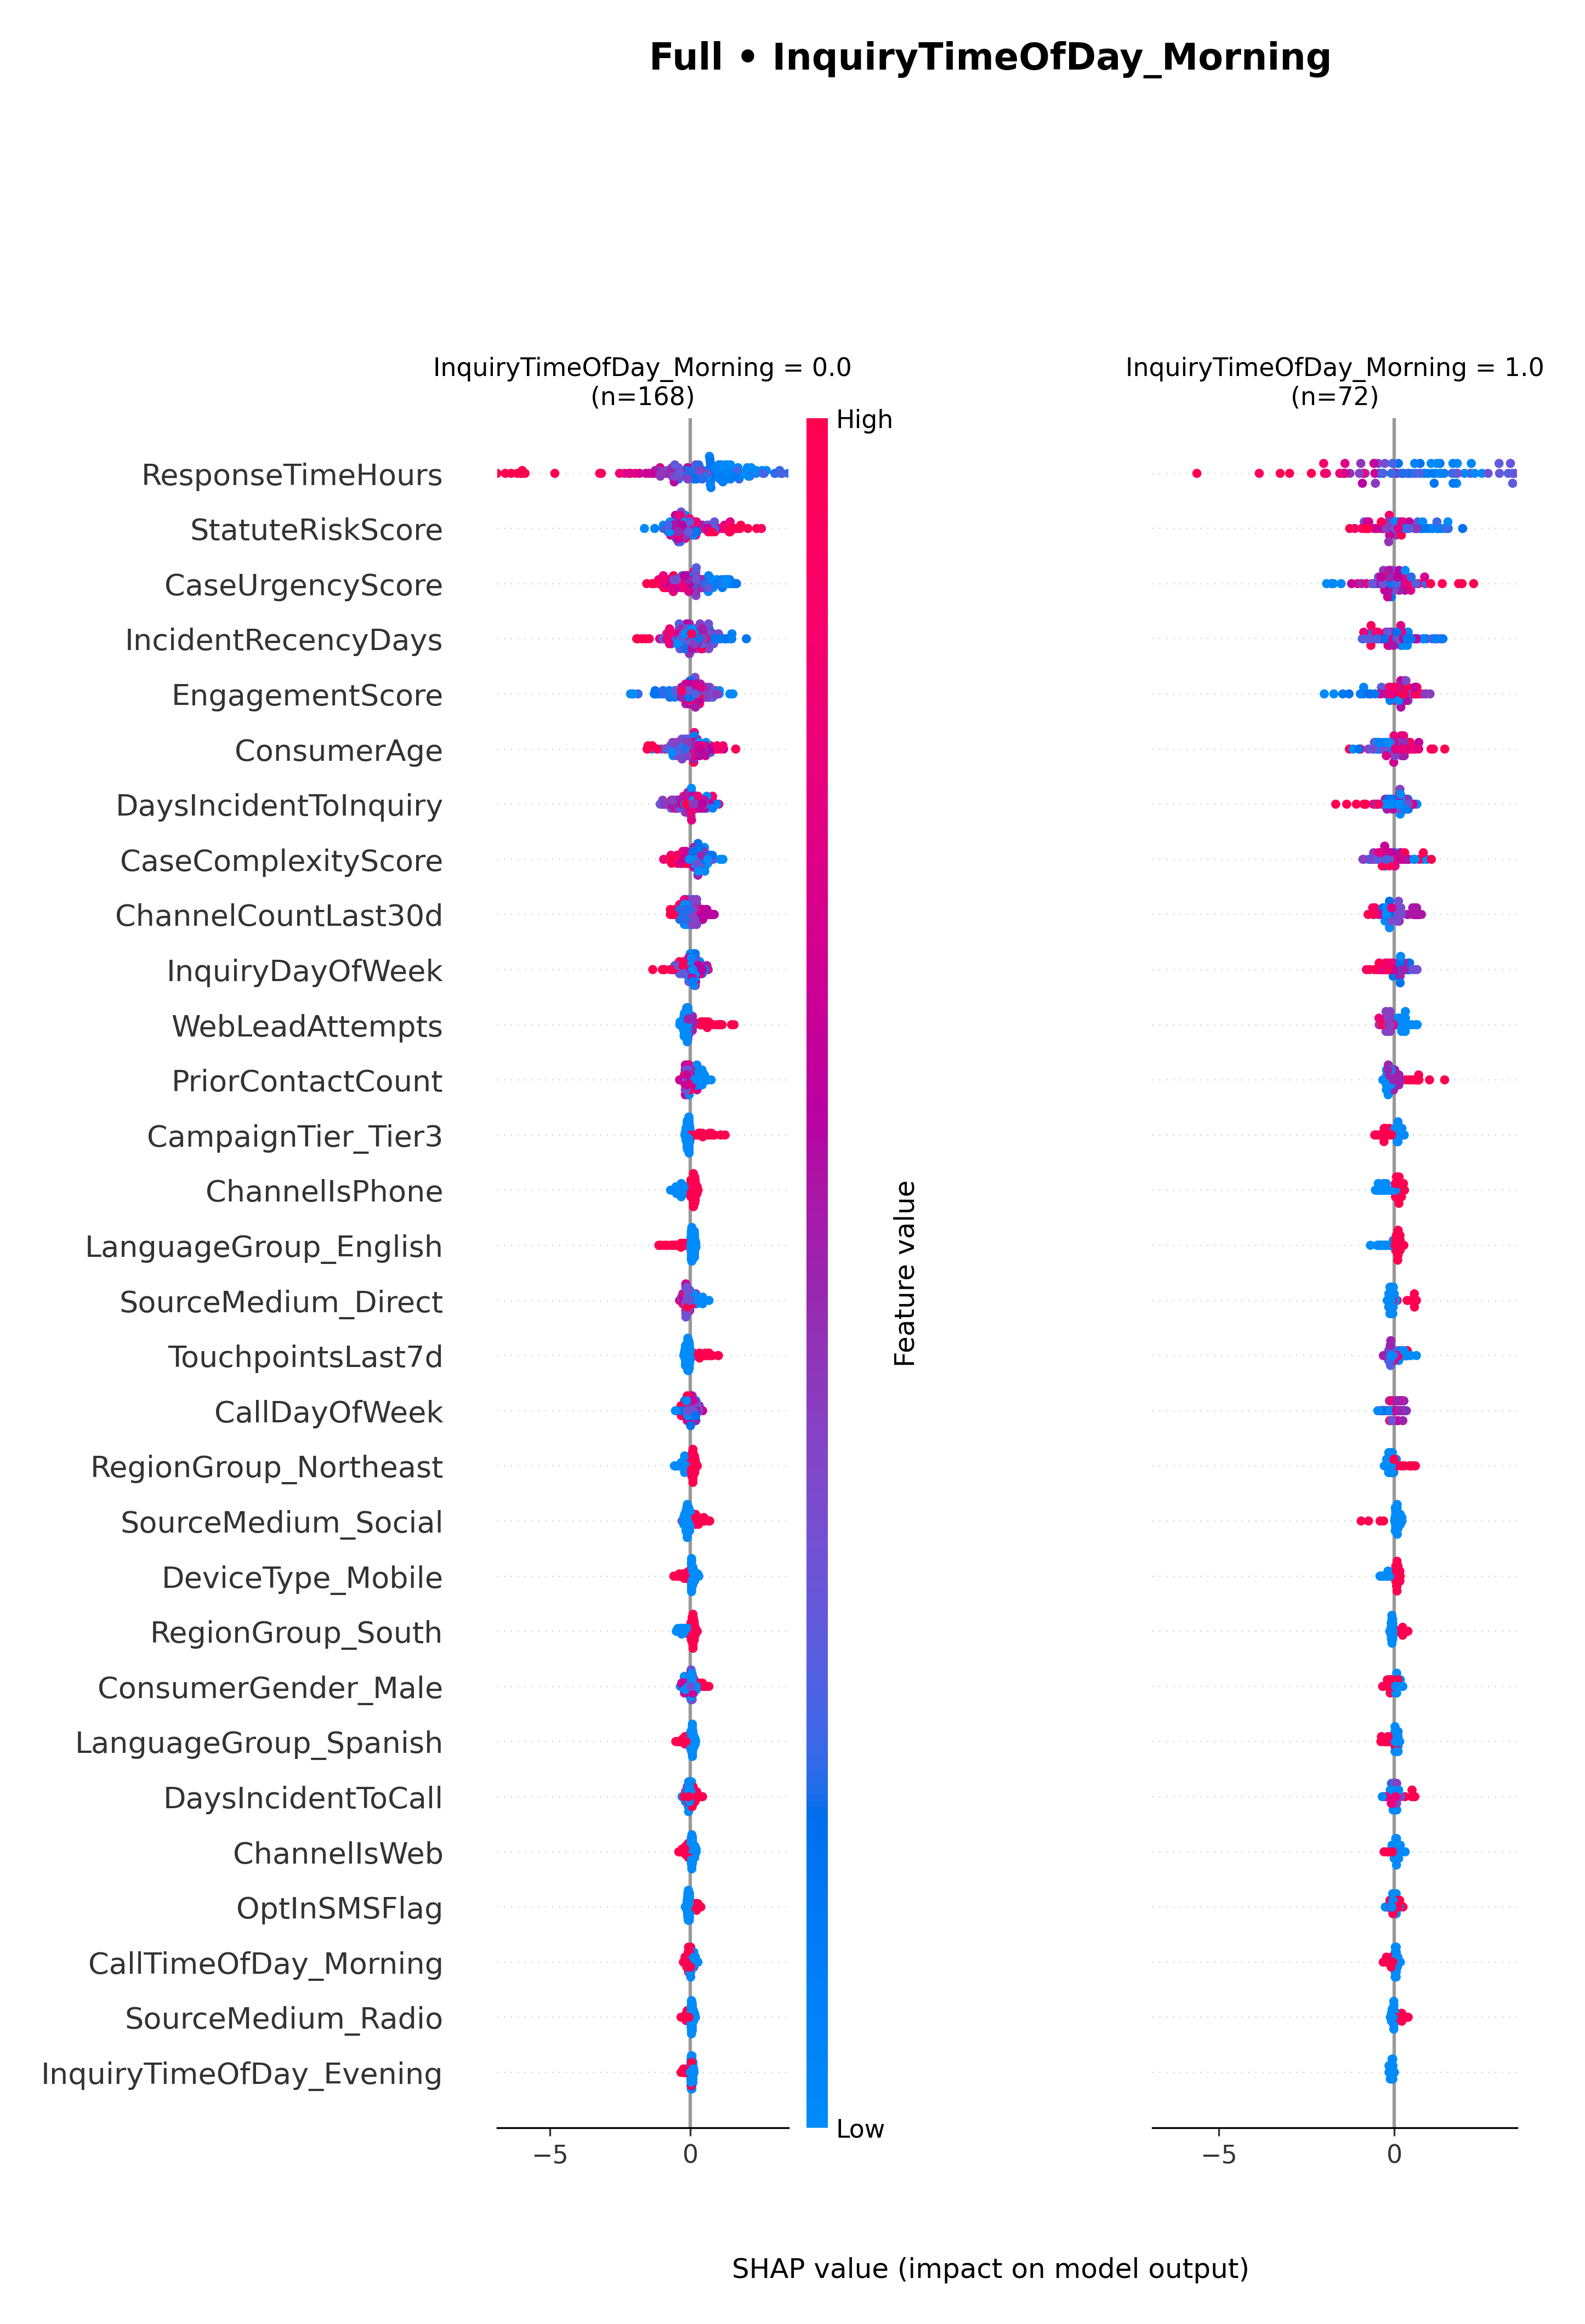 Full • InquiryTimeOfDay_Morning
InquiryTimeOfDay_Morning = 0.0
(n=168)
InquiryTimeOfDay_Morning = 1.0
(n=72)
High
ResponseTimeHours
StatuteRiskScore
CaseUrgencyScore
IncidentRecencyDays
EngagementScore
ConsumerAge
DaysIncidentToInquiry
CaseComplexityScore
ChannelCountLast30d
InquiryDayOfWeek
WebLeadAttempts
PriorContactCount
CampaignTier_Tier3
ChannelIsPhone
LanguageGroup_English
SourceMedium_Direct
TouchpointsLast7d
CallDayOfWeek
RegionGroup_Northeast
SourceMedium_Social
DeviceType_Mobile
RegionGroup_South
ConsumerGender_Male
LanguageGroup_Spanish
DaysIncidentToCall
ChannelIsWeb
OptInSMSFlag
CallTimeOfDay_Morning
SourceMedium_Radio
InquiryTimeOfDay_Evening
Feature value
Low
−5 0
−5 0
SHAP value (impact on model output)